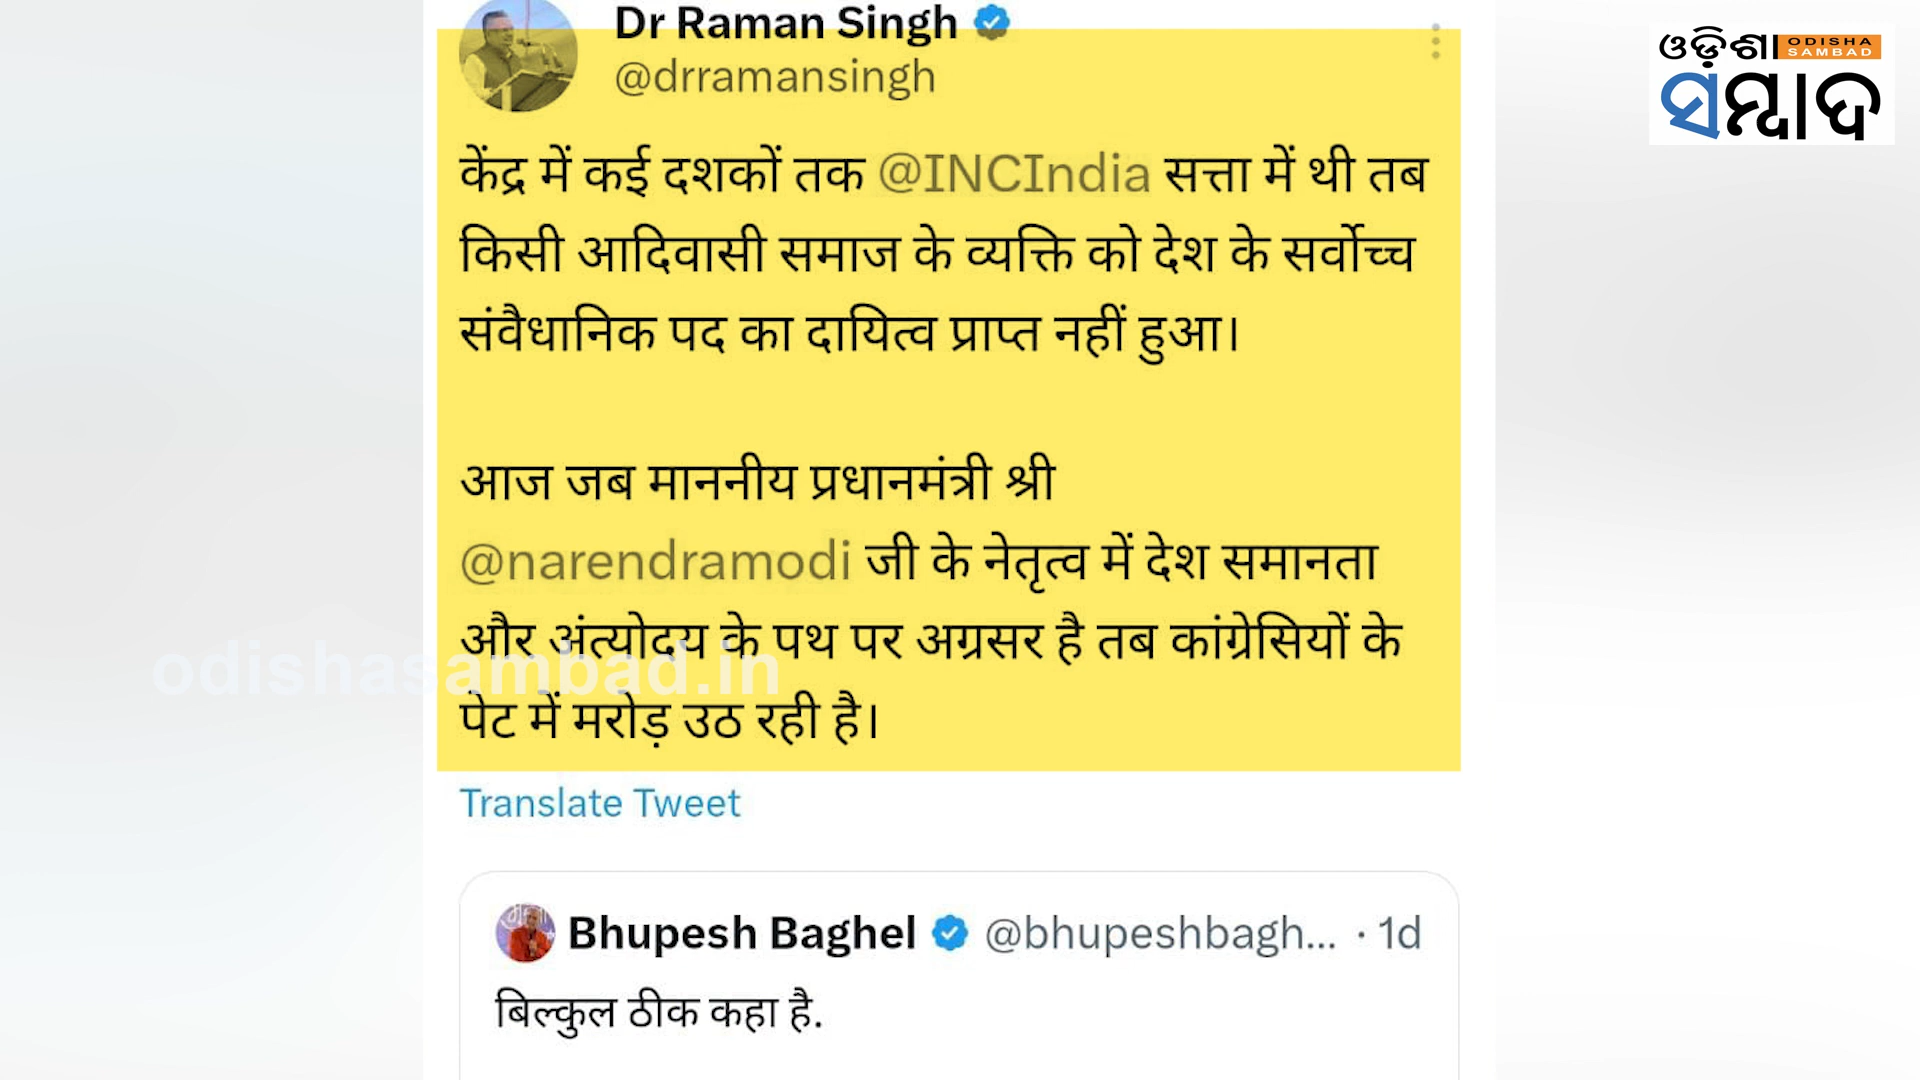 Dr Raman Singh
@drramansingh
केंद्र में कई दशकों तक @INCIndia सत्ता में थी तब
किसी आदिवासी समाज के व्यक्ति को देश के सर्वोच्च
संवैधानिक पद का दायित्व प्राप्त नहीं हुआ।
आज जब माननीय प्रधानमंत्री श्री
@narendramodi जी के नेतृत्व में देश समानता
और अंत्योदय के पथ पर अग्रसर है तब कांग्रेसियों के
पेट में मरोड़ उठ रही है।
Translate Tweet
Bhupesh Baghel @bhupeshbagh... · 1d
बिल्कुल ठीक कहा है.
ଓଡ଼ିଶା ODISHA SAMBAD
ସମ୍ବାଦ
odishasambad.in